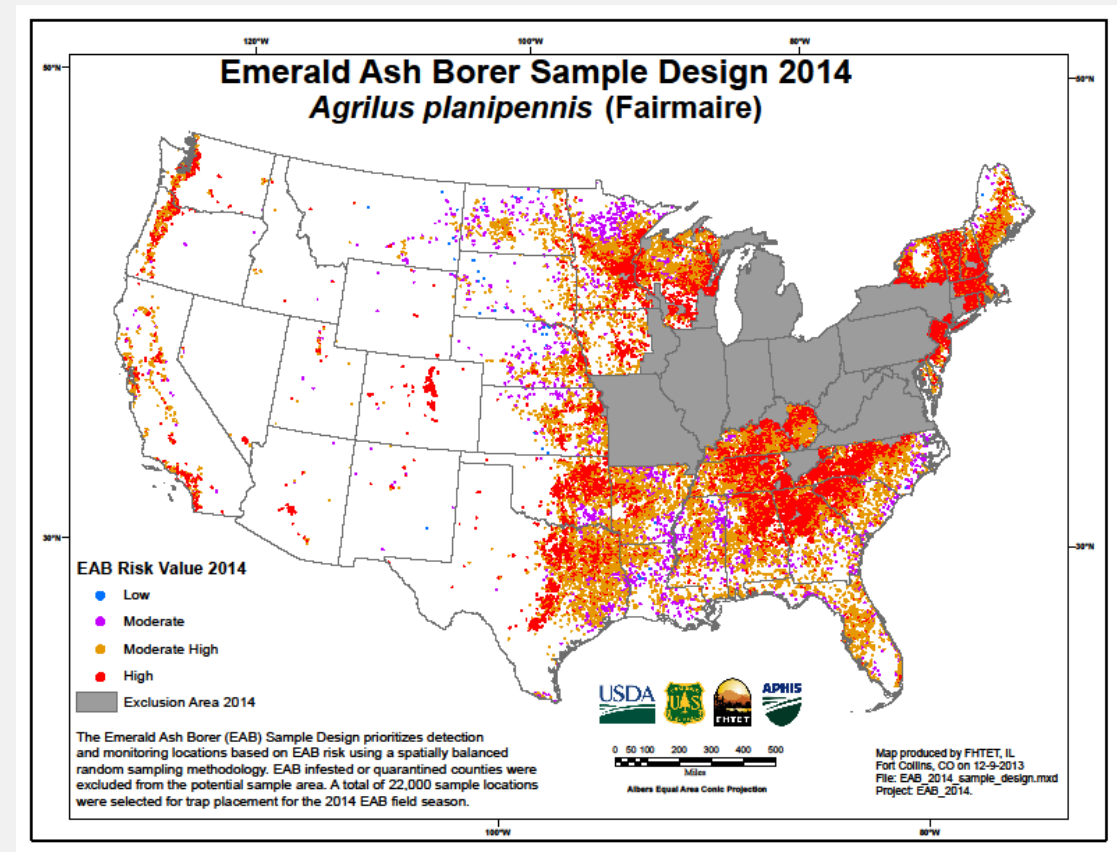 120°W 100°W 80°W
50°N 50°N
Emerald Ash Borer Sample Design 2014
Agrilus planipennis (Fairmaire)
30°N 30°N
EAB Risk Value 2014
Low
Moderate
Moderate High
High
Exclusion Area 2014
USDA UAS FHTET APHIS
The Emerald Ash Borer (EAB) Sample Design prioritizes detection
and monitoring locations based on EAB risk using a spatially balanced
random sampling methodology. EAB infested or quarantined counties were
excluded from the potential sample area. A total of 22,000 sample locations
were selected for trap placement for the 2014 EAB field season.
0 50 100 200 300 400 500
Miles
Albers Equal Area Conic Projection
Map produced by FHTET, IL
Fort Collins, CO on 12-9-2013
File: EAB_2014_sample_design.mxd
Project: EAB_2014.
100°W 80°W